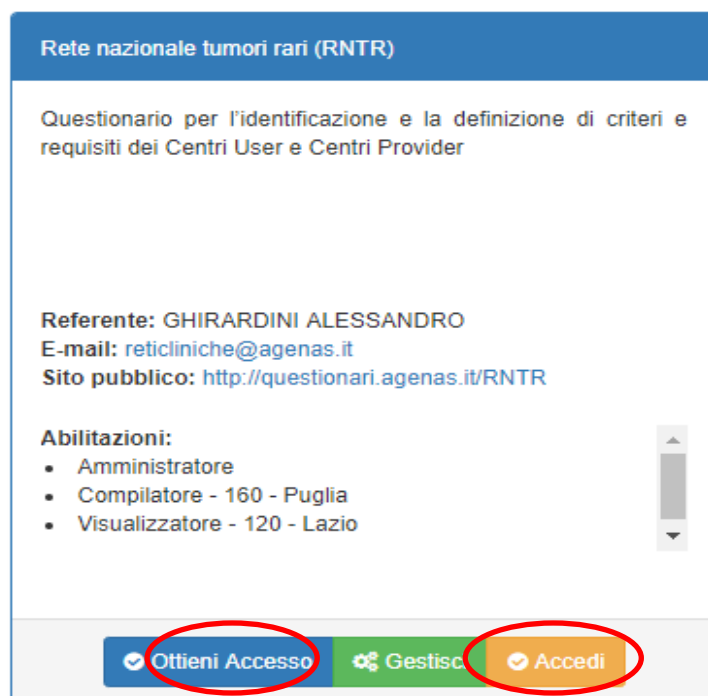 Rete nazionale tumori rari (RNTR)
Questionario per l'identificazione e la definizione di criteri e
requisiti dei Centri User e Centri Provider
Referente: GHIRARDINI ALESSANDRO
E-mail: reticliniche@agenas.it
Sito pubblico: http://questionari.agenas.it/RNTR
Abilitazioni:
• Amministratore
• Compilatore - 160 - Puglia
• Visualizzatore - 120 - Lazio
Ottieni Accesso Gestisci Accedi